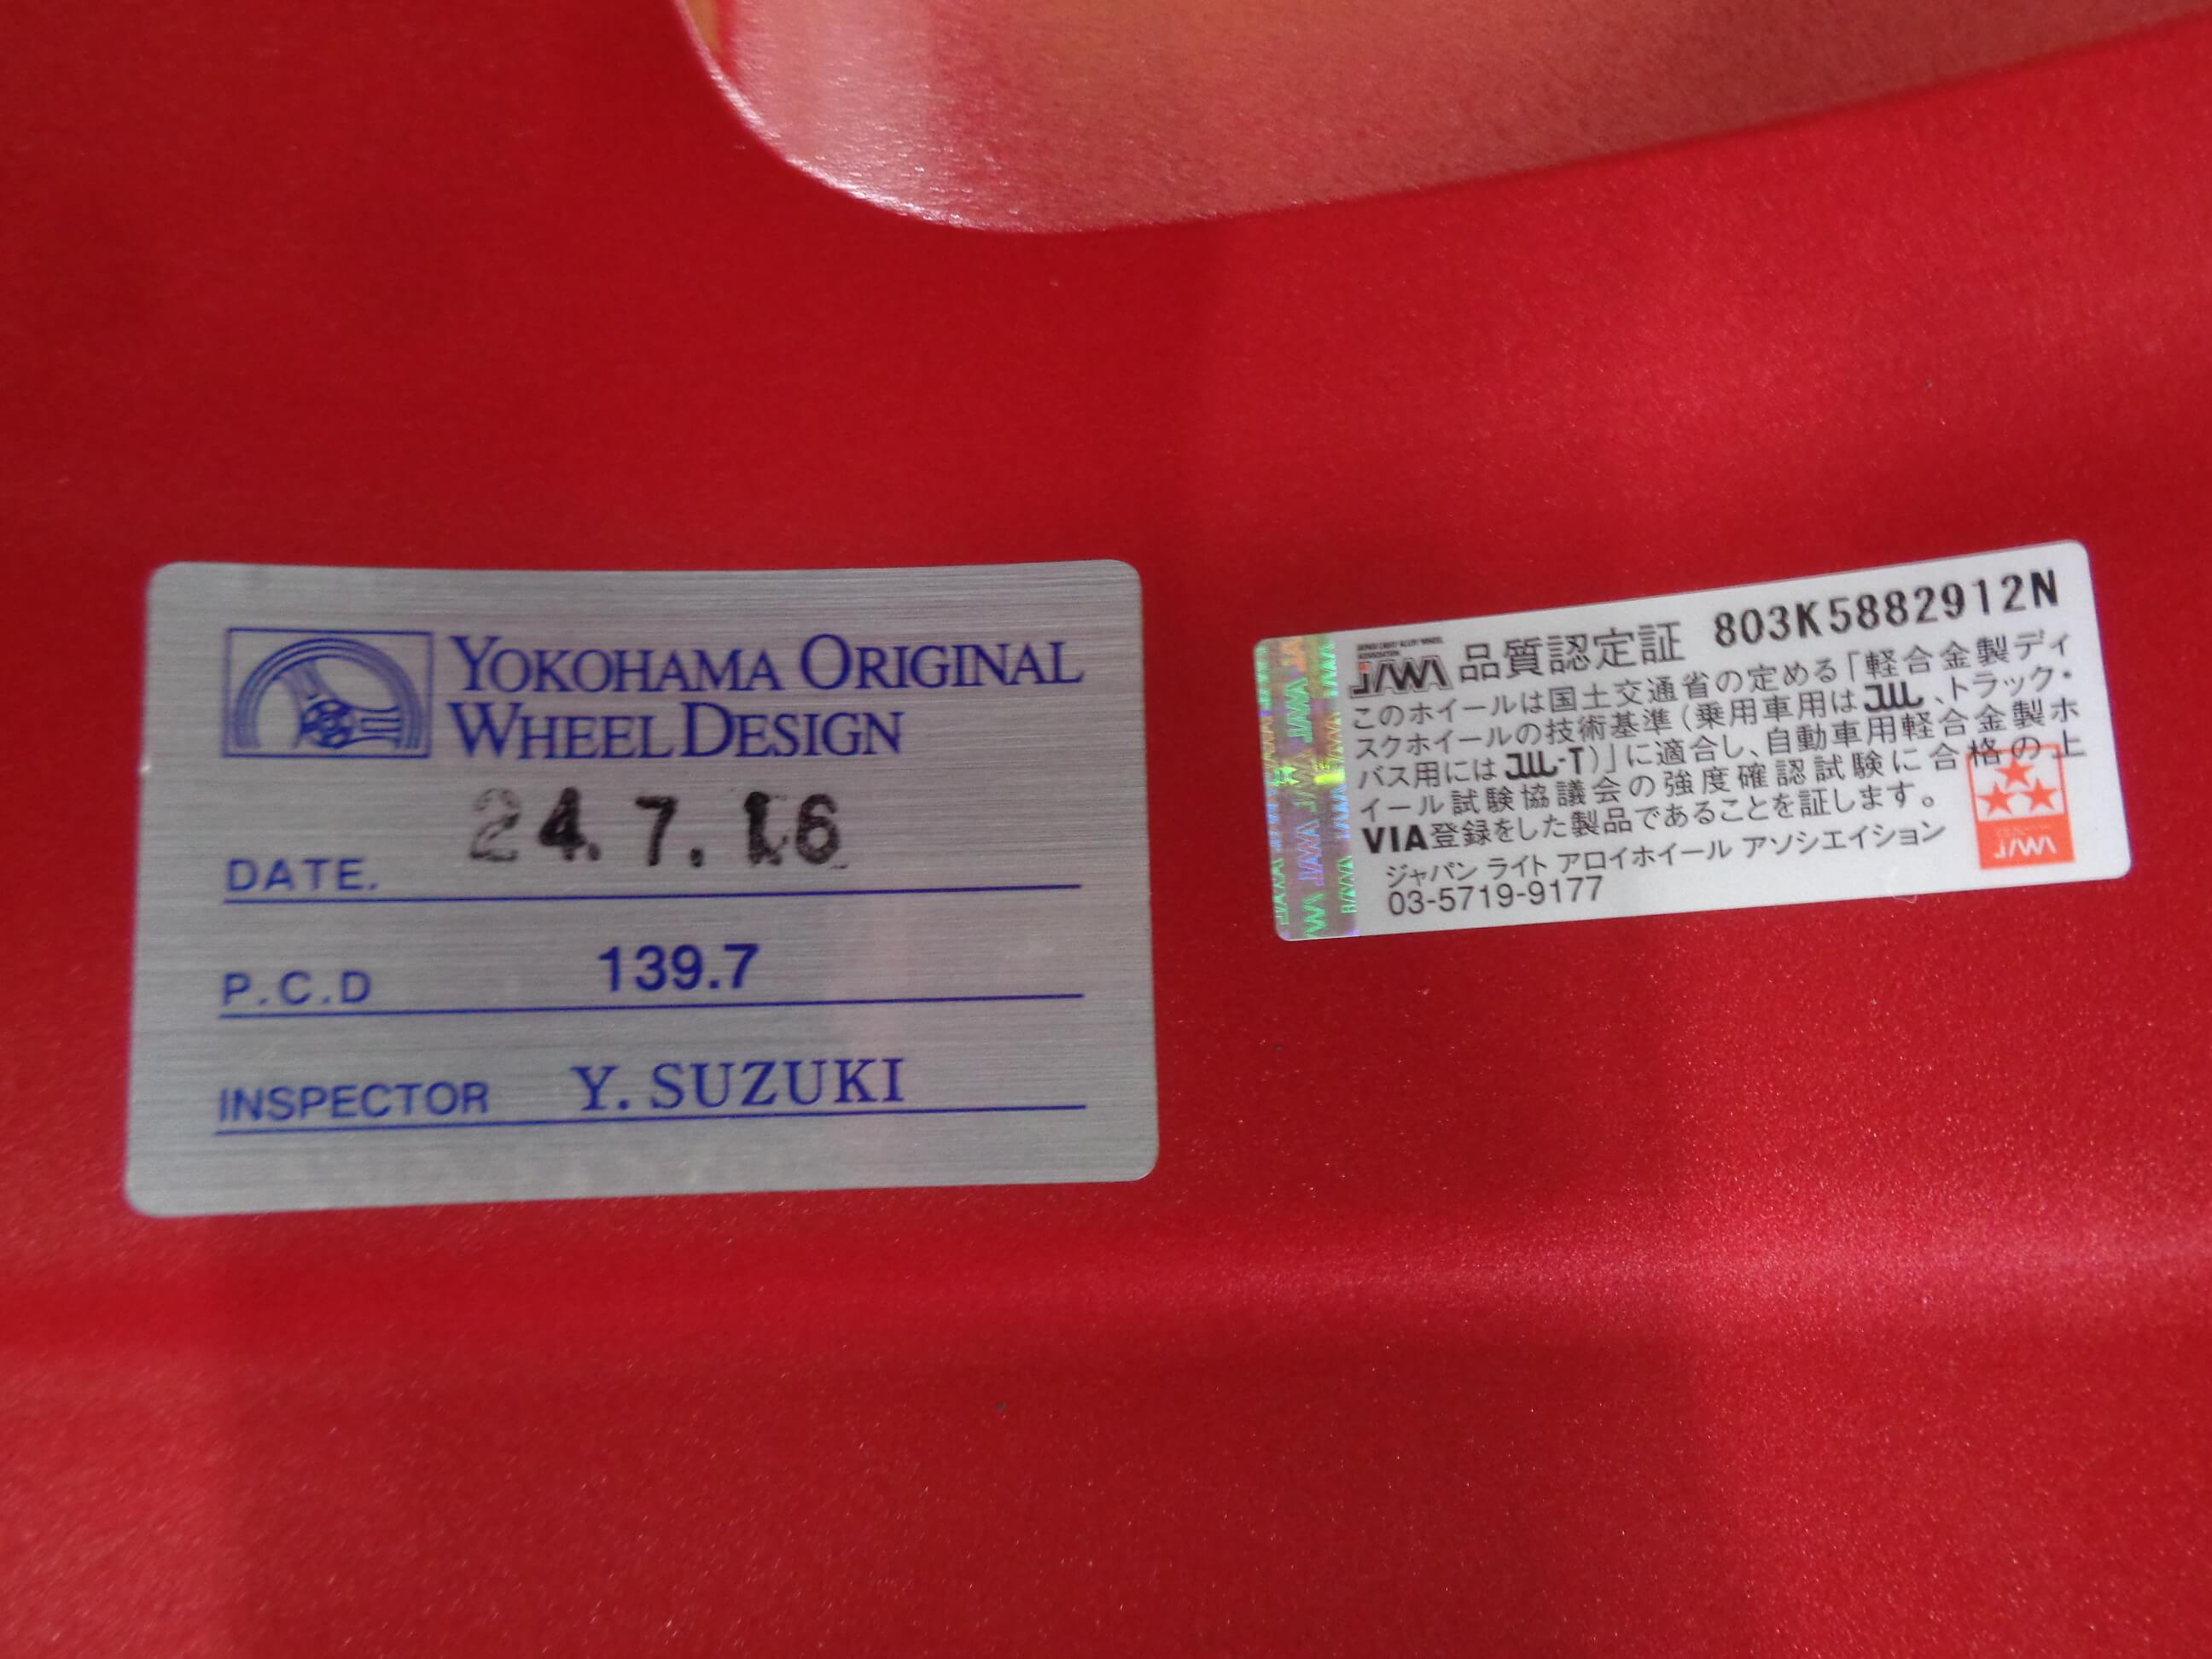 YOKOHAMA ORIGINAL
WHEEL DESIGN
DATE. 24.7.16
P.C.D 139.7
INSPECTOR Y. SUZUKI
JAWA 品質認定証 803K5882912N
このホイールは国土交通省の定める「軽合金製ディ
スクホイールの技術基準(乗用車用はJWL、トラック・
バス用にはJWL-T)」に適合し、自動車用軽合金製ホ
イール試験協議会の強度確認試験に合格の上
VIA登録をした製品であることを証します。
ジャパン ライト アロイホイール アソシエイション
03-5719-9177
JAWA